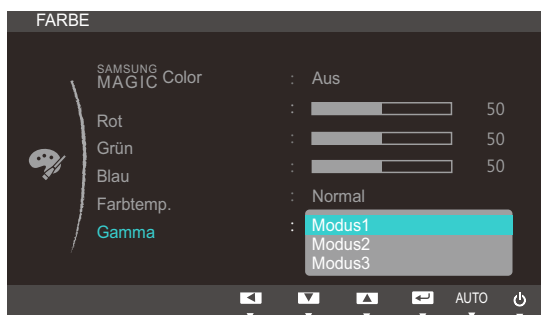 FARBE
SAMSUNG MAGIC Color : Aus
Rot : 50
Grün : 50
Blau : 50
Farbtemp. : Normal
Gamma : Modus1
Modus2
Modus3
AUTO